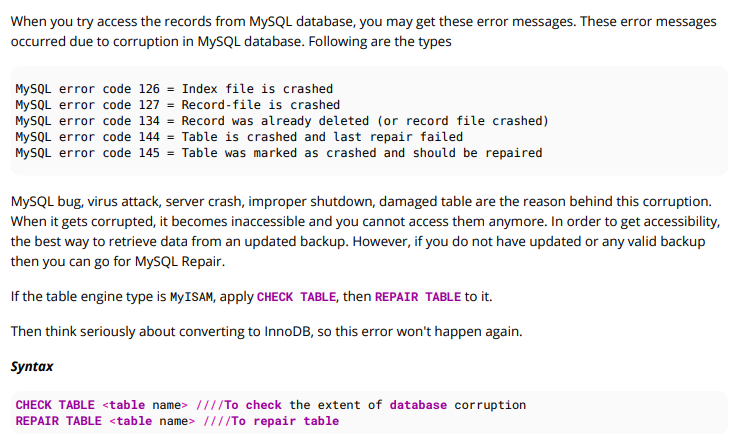 When you try access the records from MySQL database, you may get these error messages. These error messages
occurred due to corruption in MySQL database. Following are the types
MySQL error code 126 = Index file is crashed
MySQL error code 127 = Record-file is crashed
MySQL error code 134 = Record was already deleted (or record file crashed)
MySQL error code 144 = Table is crashed and last repair failed
MySQL error code 145 = Table was marked as crashed and should be repaired
MySQL bug, virus attack, server crash, improper shutdown, damaged table are the reason behind this corruption.
When it gets corrupted, it becomes inaccessible and you cannot access them anymore. In order to get accessibility,
the best way to retrieve data from an updated backup. However, if you do not have updated or any valid backup
then you can go for MySQL Repair.
If the table engine type is MyISAM, apply CHECK TABLE, then REPAIR TABLE to it.
Then think seriously about converting to InnoDB, so this error won't happen again.
Syntax
CHECK TABLE <table name> ////To check the extent of database corruption
REPAIR TABLE <table name> ////To repair table